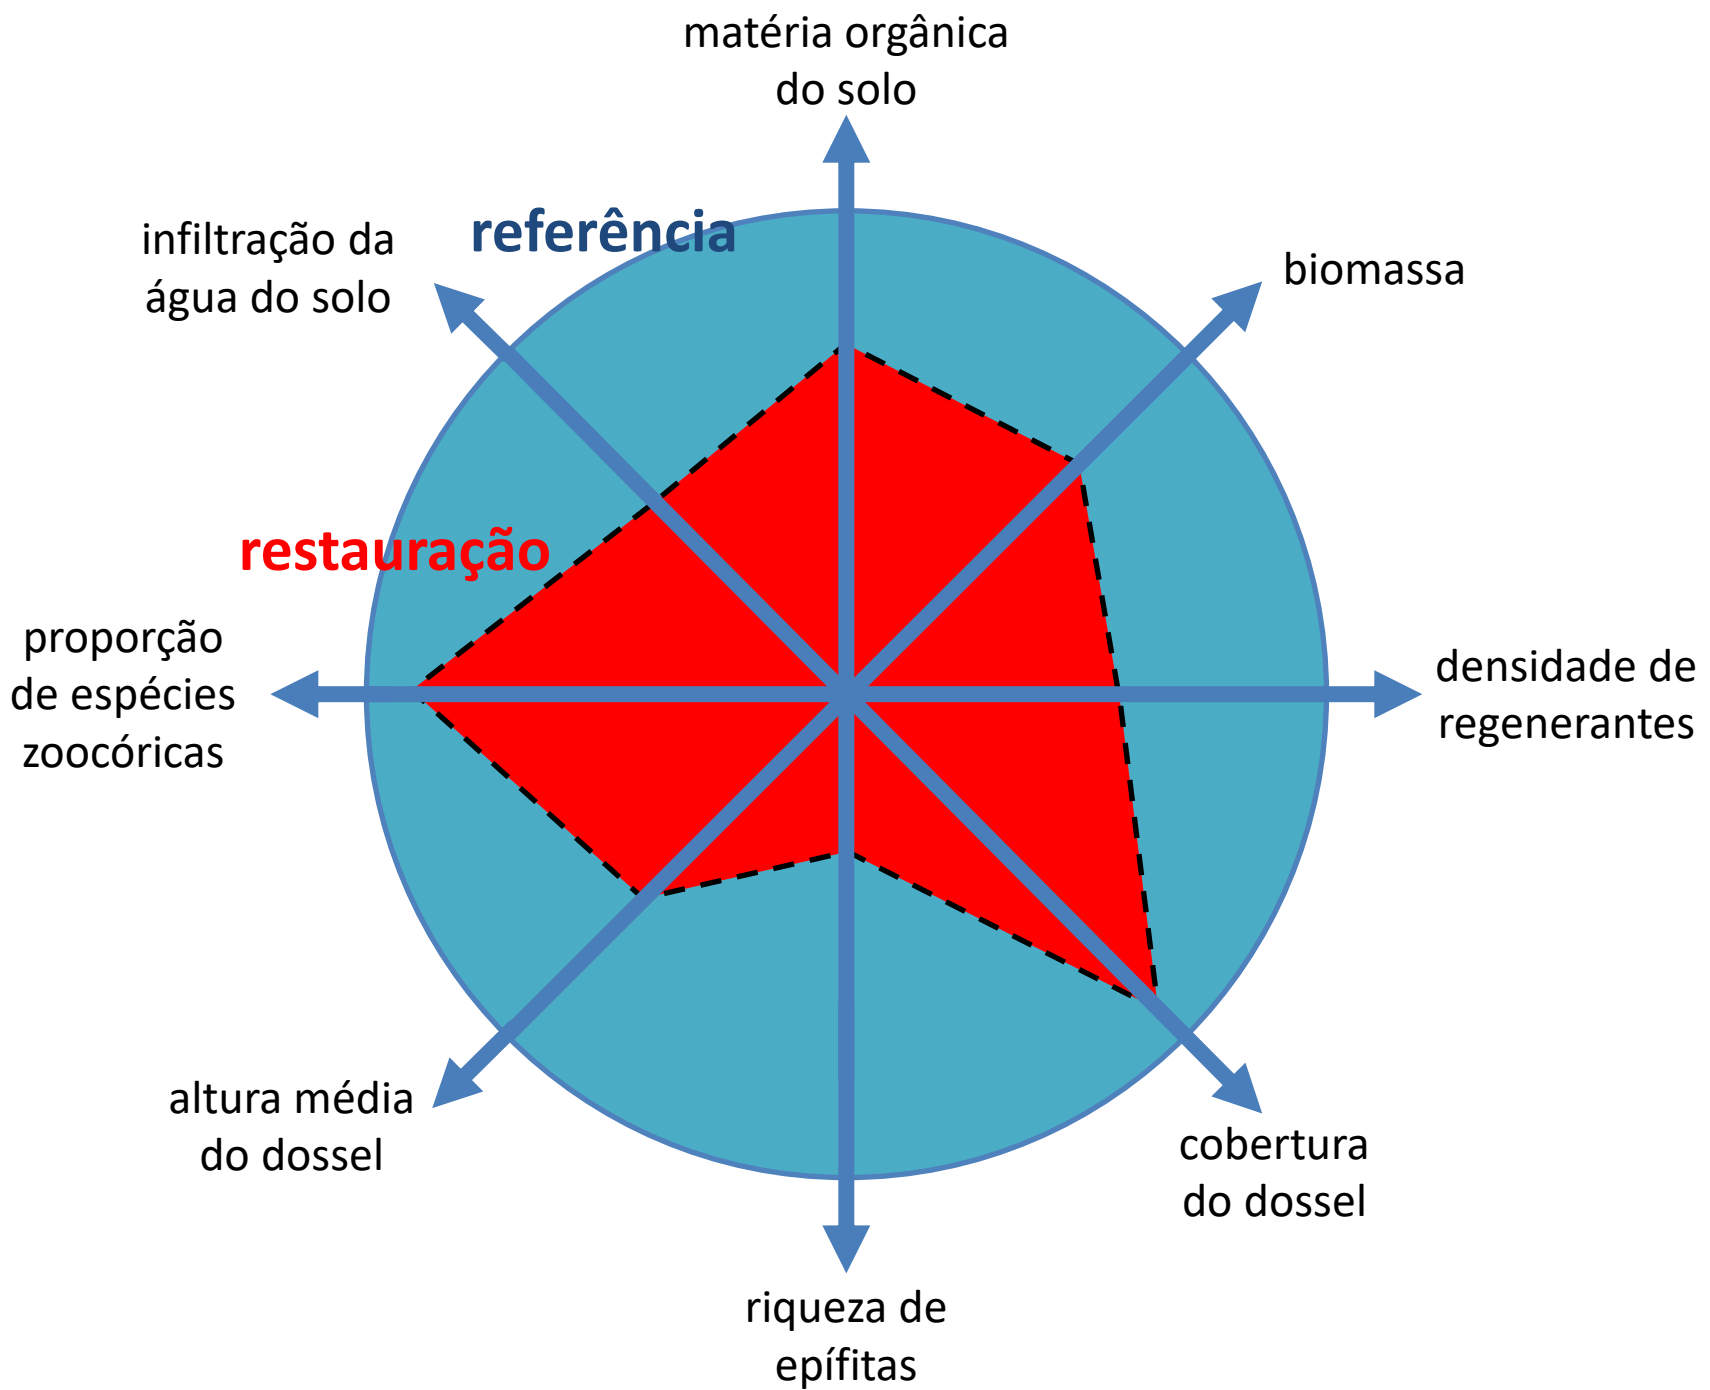 matéria orgânica
do solo
referência
infiltração da
água do solo
biomassa
restauração
proporção
de espécies
zoocóricas
densidade de
regenerantes
altura média
do dossel
cobertura
do dossel
riqueza de
epífitas